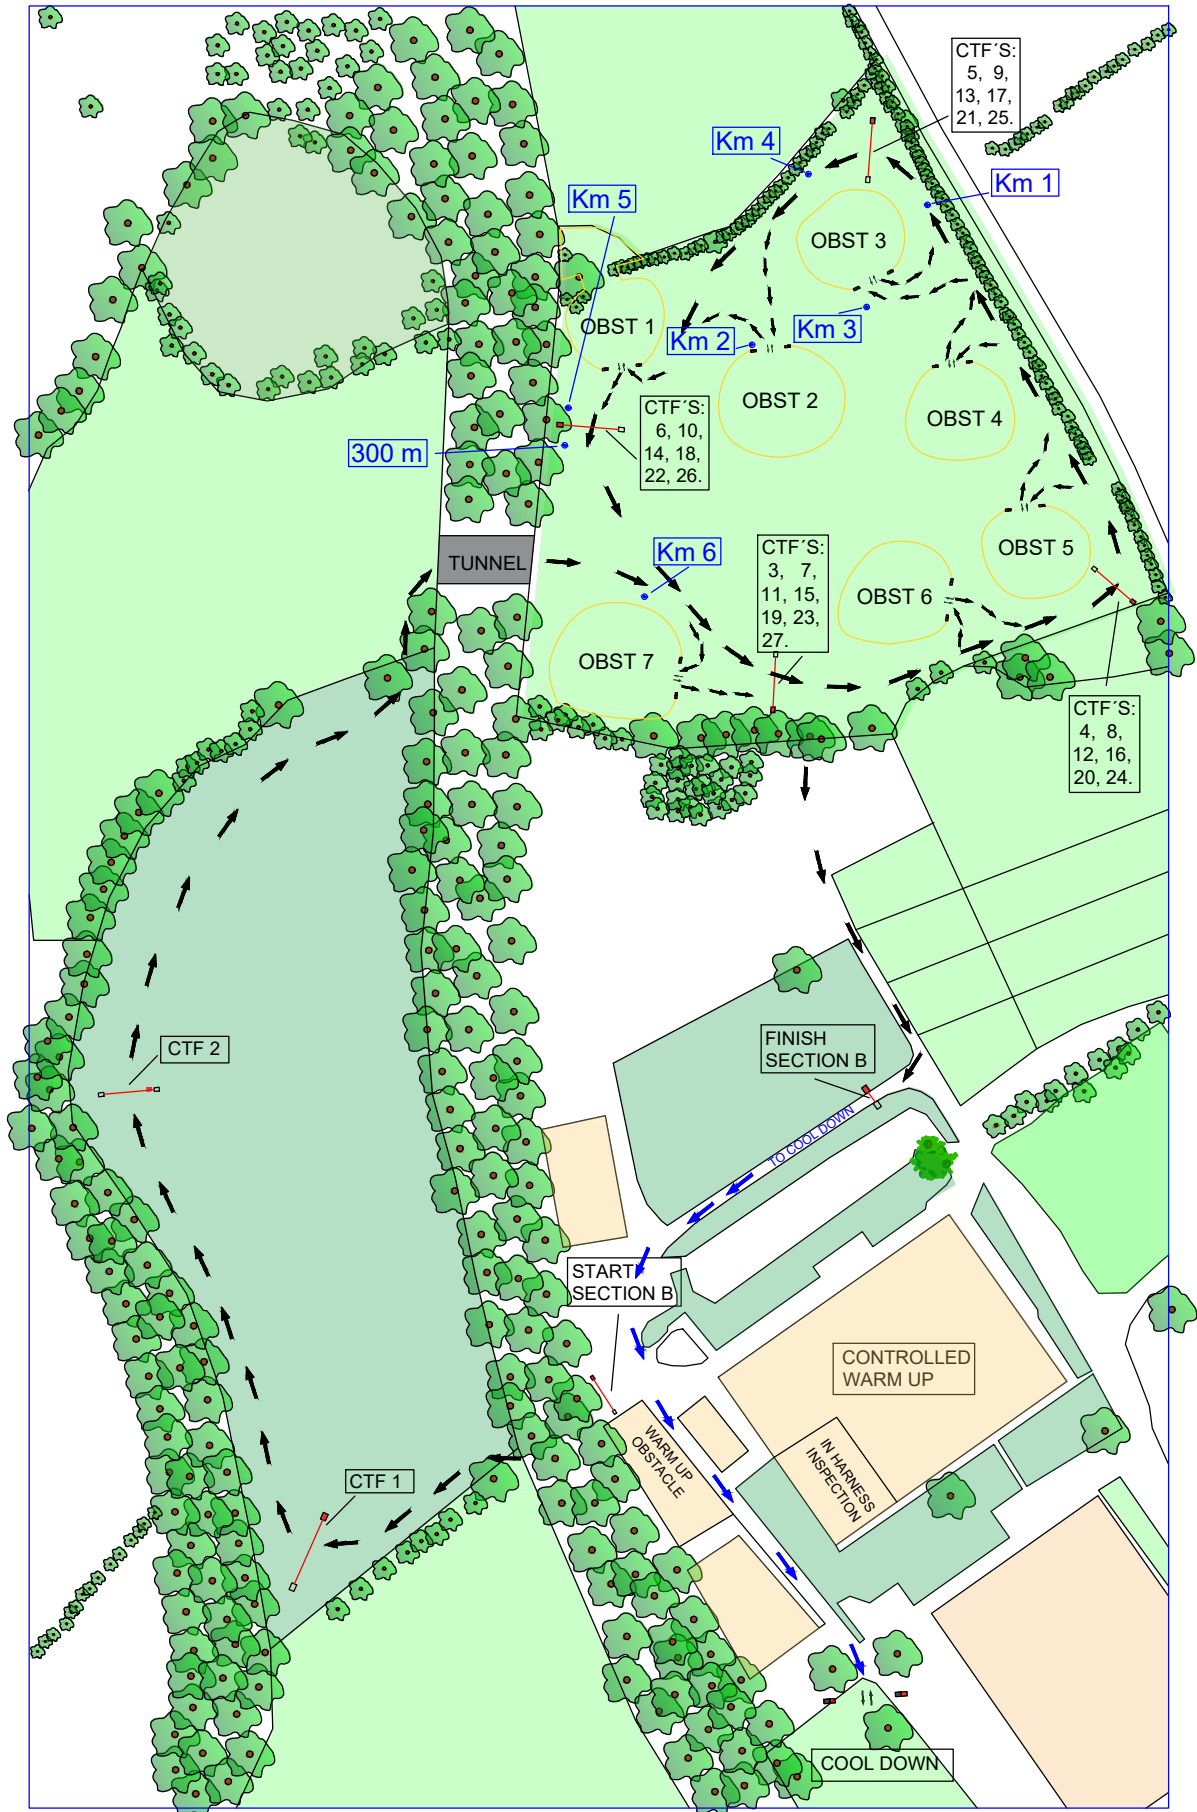 CTF´S:
5, 9,
13, 17,
21, 25.
Km 4
Km 1
Km 5
OBST 3
OBST 1
Km 2
Km 3
OBST 2
OBST 4
CTF´S:
6, 10,
14, 18,
22, 26.
300 m
TUNNEL
Km 6
CTF´S:
3, 7,
11, 15,
19, 23,
27.
OBST 5
OBST 6
OBST 7
CTF´S:
4, 8,
12, 16,
20, 24.
CTF 2
FINISH
SECTION B
TO COOL DOWN
START
SECTION B
CONTROLLED
WARM UP
WARM UP
OBSTACLE
IN HARNESS
INSPECTION
CTF 1
COOL DOWN